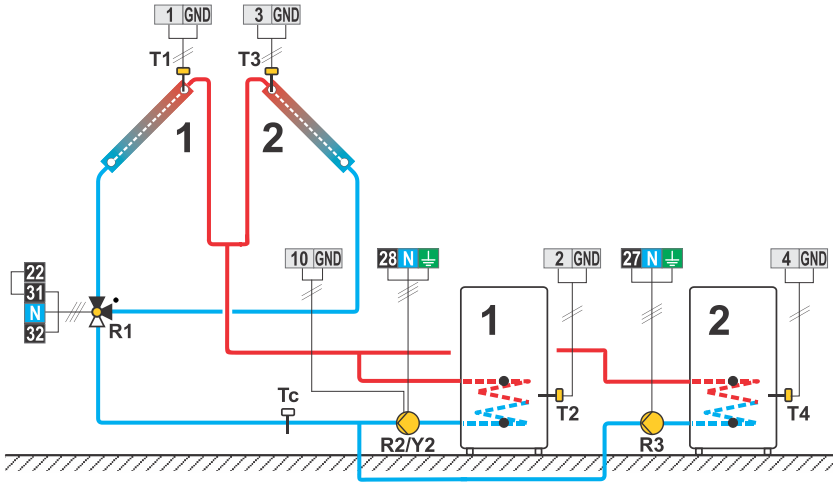 1 GND
3 GND
T1
T3
1
2
10 GND
28 N
2 GND
27 N
4 GND
22
31
N
32
R1
1
2
Tc
T2
T4
R2/Y2
R3